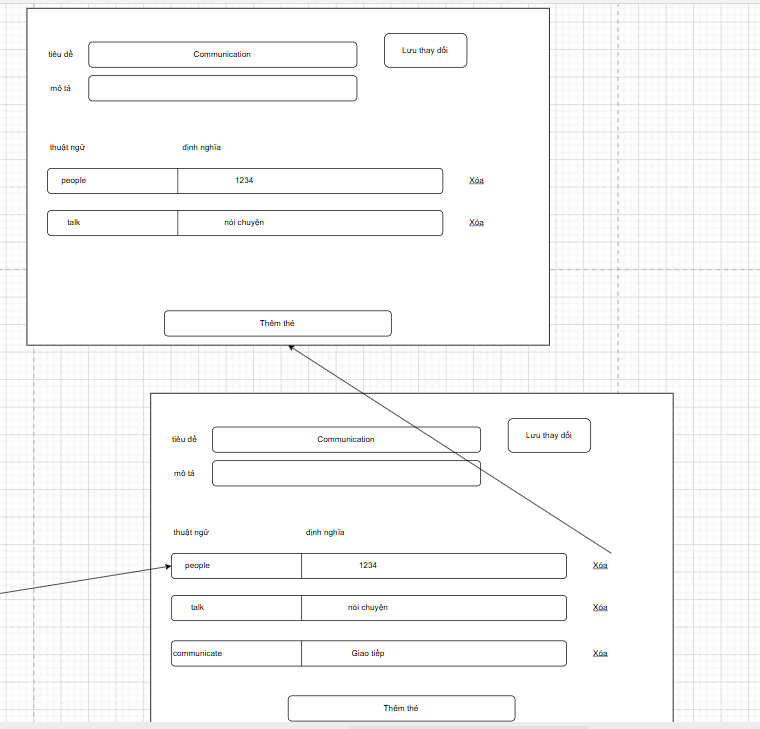 tiêu đề Communication Lưu thay đổi
mô tả
thuật ngữ định nghĩa
people 1234 Xóa
talk nói chuyện Xóa
Thêm thẻ
tiêu đề Communication Lưu thay đổi
mô tả
thuật ngữ định nghĩa
people 1234 Xóa
talk nói chuyện Xóa
communicate Giao tiếp Xóa
Thêm thẻ